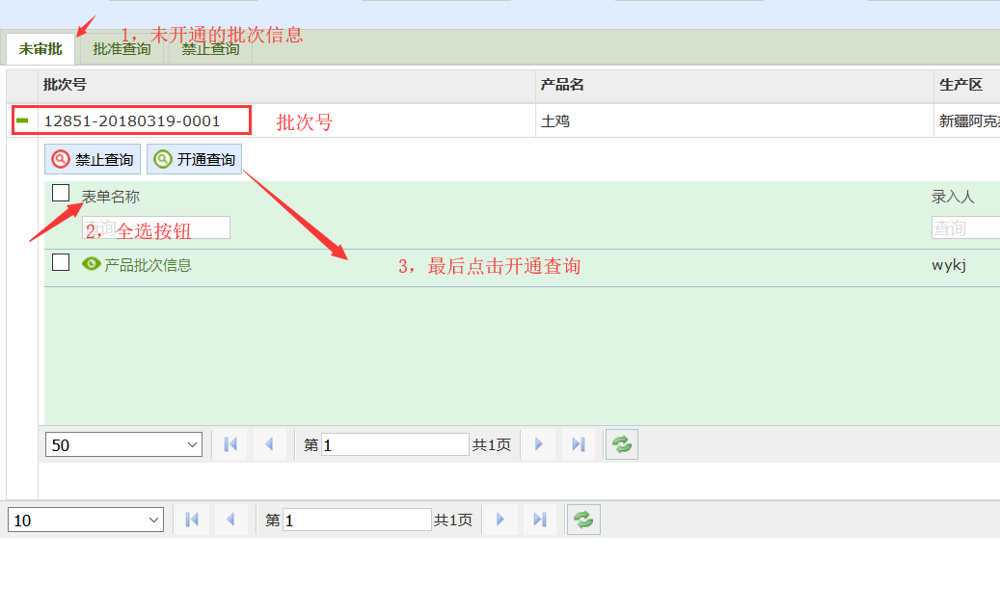 1，未开通的批次信息
未审批 批准查询 禁止查询
批次号 产品名 生产区
12851-20180319-0001 批次号 土鸡 新疆阿克
禁止查询 开通查询
表单名称 录入人
查询 2，全选按钮 查询
产品批次信息 3，最后点击开通查询 wykj
50 第 1 共1页
10 第 1 共1页